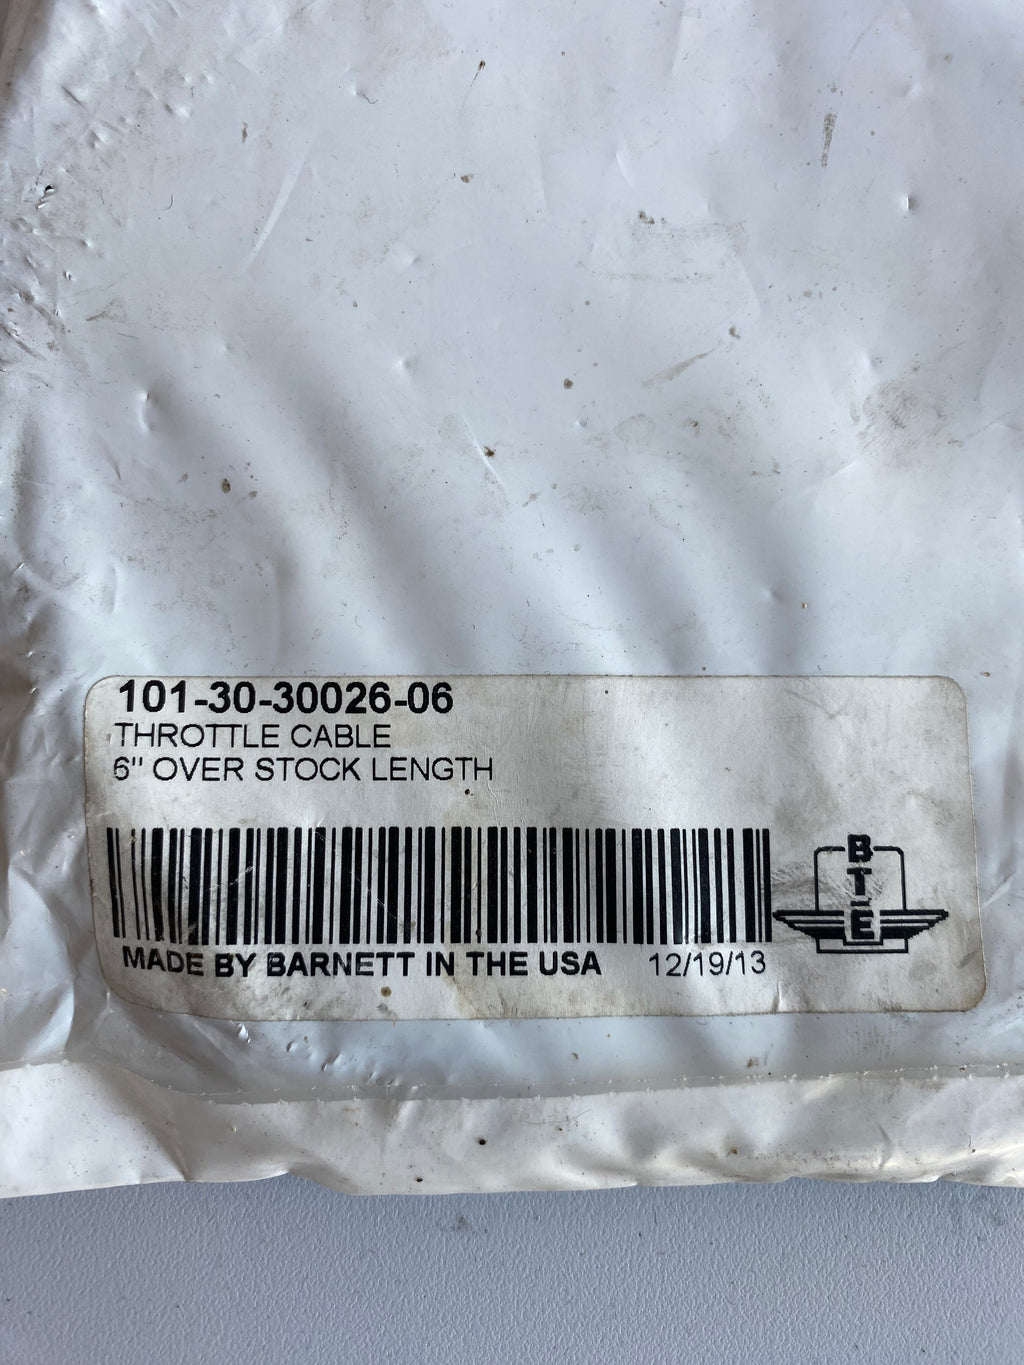 101-30-30026-06
THROTTLE CABLE
6" OVER STOCK LENGTH
BTE
MADE BY BARNETT IN THE USA 12/19/13